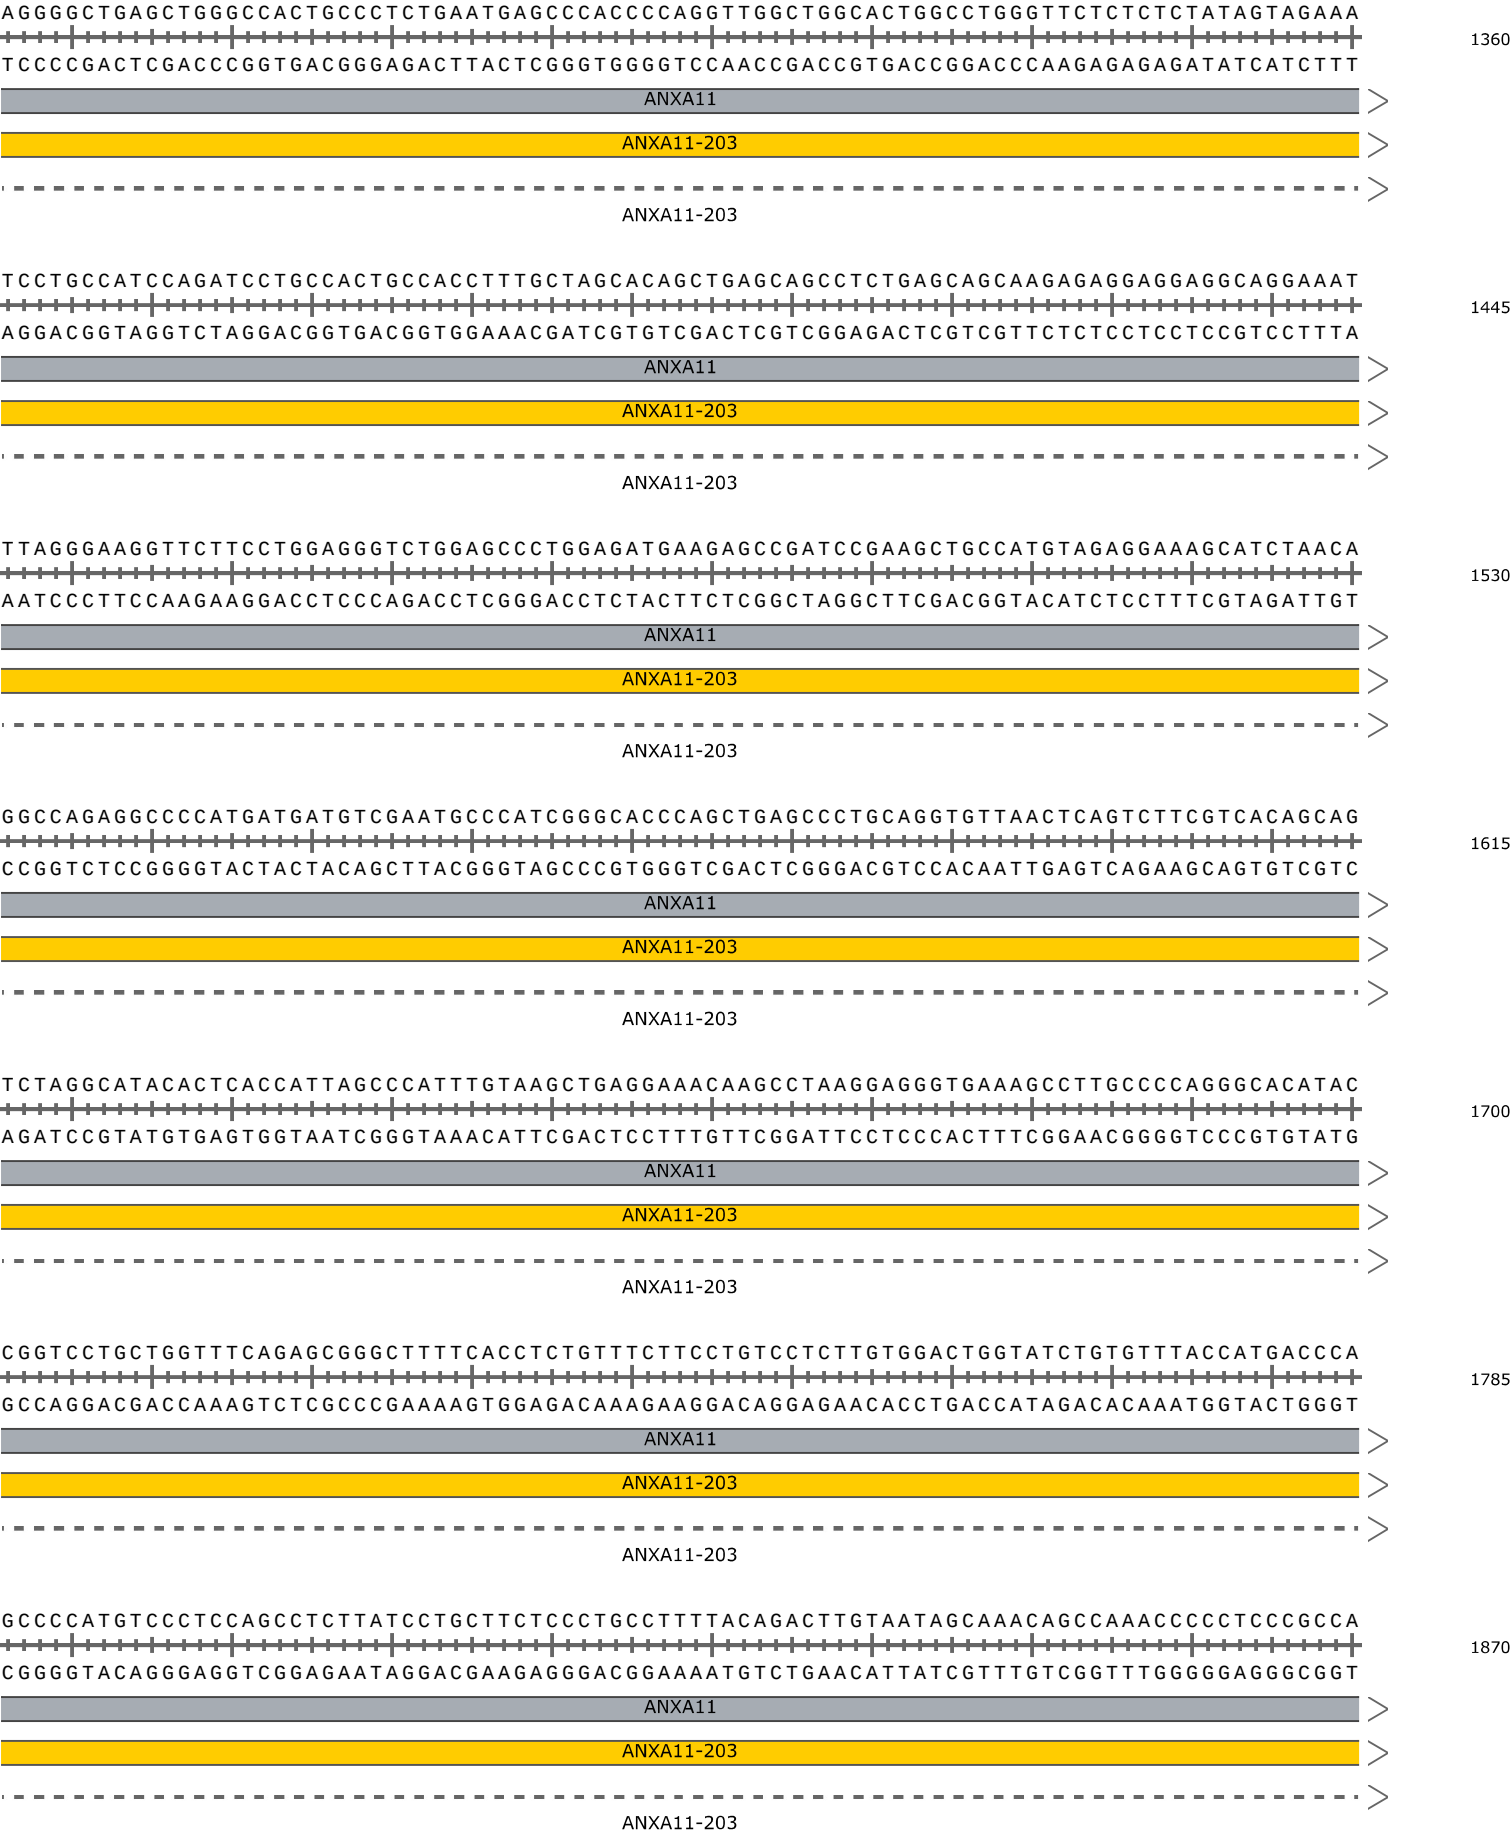 AGGGGCTGAGCTGGGCCACTGCCCTCTGAATGAGCCCACCCCAGGTTGGCTGGCACTGGCCTGGGTTCTCTCTCTATAGTAGAAA
1360
TCCCCGACTCGACCCGGTGACGGGAGACTTACTCGGGTGGGGTCCAACCGACCGTGACCGGACCCAAGAGAGAGATATCATCTTT
ANXA11
ANXA11-203
ANXA11-203
TCCTGCCATCCAGATCCTGCCACTGCCACCTTTGCTAGCACAGCTGAGCAGCCTCTGAGCAGCAAGAGAGGAGGAGGCAGGAAAT
1445
AGGACGGTAGGTCTAGGACGGTGACGGTGGAAACGATCGTGTCGACTCGTCGGAGACTCGTCGTTCTCTCCTCCTCCGTCCTTTA
ANXA11
ANXA11-203
ANXA11-203
TTAGGGAAGGTTCTTCCTGGAGGGTCTGGAGCCCTGGAGATGAAGAGCCGATCCGAAGCTGCCATGTAGAGGAAAGCATCTAACA
1530
AATCCCTTCCAAGAAGGACCTCCCAGACCTCGGGACCTCTACTTCTCGGCTAGGCTTCGACGGTACATCTCCTTTCGTAGATTGT
ANXA11
ANXA11-203
ANXA11-203
GGCCAGAGGCCCCATGATGATGTCGAATGCCCATCGGGCACCCAGCTGAGCCCTGCAGGTGTTAACTCAGTCTTCGTCACAGCAG
1615
CCGGTCTCCGGGGTACTACTACAGCTTACGGGTAGCCCGTGGGTCGACTCGGGACGTCCACAATTGAGTCAGAAGCAGTGTCGTC
ANXA11
ANXA11-203
ANXA11-203
TCTAGGCATACACTCACCATTAGCCCATTTGTAAGCTGAGGAAACAAGCCTAAGGAGGGTGAAAGCCTTGCCCCAGGGCACATAC
1700
AGATCCGTATGTGAGTGGTAATCGGGTAAACATTCGACTCCTTTGTTCGGATTCCTCCCACTTTCGGAACGGGGTCCCGTGTATG
ANXA11
ANXA11-203
ANXA11-203
CGGTCCTGCTGGTTTCAGAGCGGGCTTTTCACCTCTGTTTCTTCCTGTCCTCTTGTGGACTGGTATCTGTGTTTACCATGACCCA
1785
GCCAGGACGACCAAAGTCTCGCCCGAAAAGTGGAGACAAAGAAGGACAGGAGAACACCTGACCATAGACACAAATGGTACTGGGT
ANXA11
ANXA11-203
ANXA11-203
GCCCCATGTCCCTCCAGCCTCTTATCCTGCTTCTCCCTGCCTTTTACAGACTTGTAATAGCAAACAGCCAAACCCCCTCCCGCCA
1870
CGGGGTACAGGGAGGTCGGAGAATAGGACGAAGAGGGACGGAAAATGTCTGAACATTATCGTTTGTCGGTTTGGGGGAGGGCGGT
ANXA11
ANXA11-203
ANXA11-203